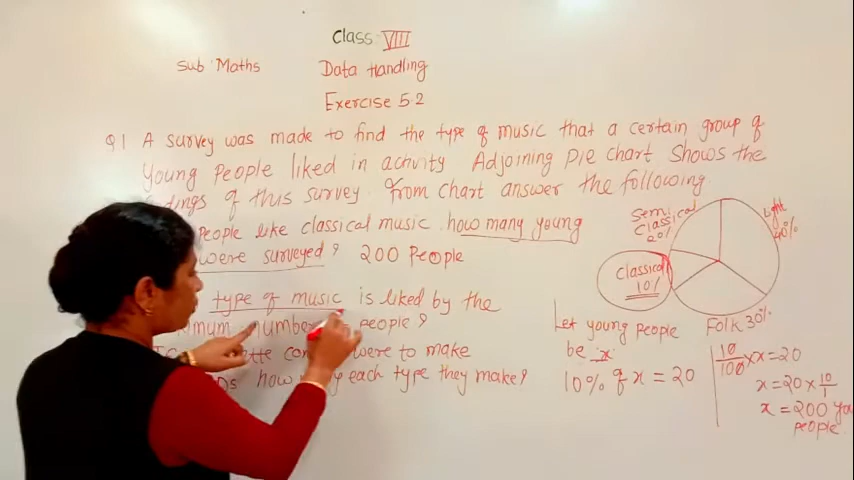 Class VIII
Sub Maths
Data Handling
Exercise 5 2
Q1 A survey was made to find the type of music that a certain group of
Young People liked in activity Adjoining Pie chart Shows the
of this survey. From chart answer the following
People like classical music how many young
were surveyed? 200 People
type of music is liked by the
people?
were to make
how each type they make?
Semi
Classical
20%
Light
40%
Classical
10%
Folk 30%
Let young people
be x
10% of x = 20
10/100 x x = 20
x = 20 x 10/1
x = 200 You
people